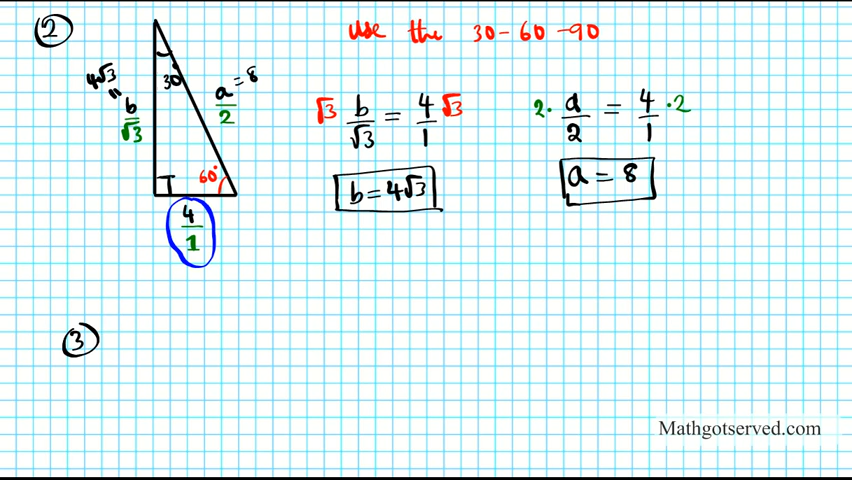 ② use the 30-60-90
30°
4√3 = b/√3
a/2 = 8
60°
4/1
√3 b/√3 = 4/1 √3
b = 4√3
2· a/2 = 4/1 ·2
a = 8
③
Mathgotserved.com